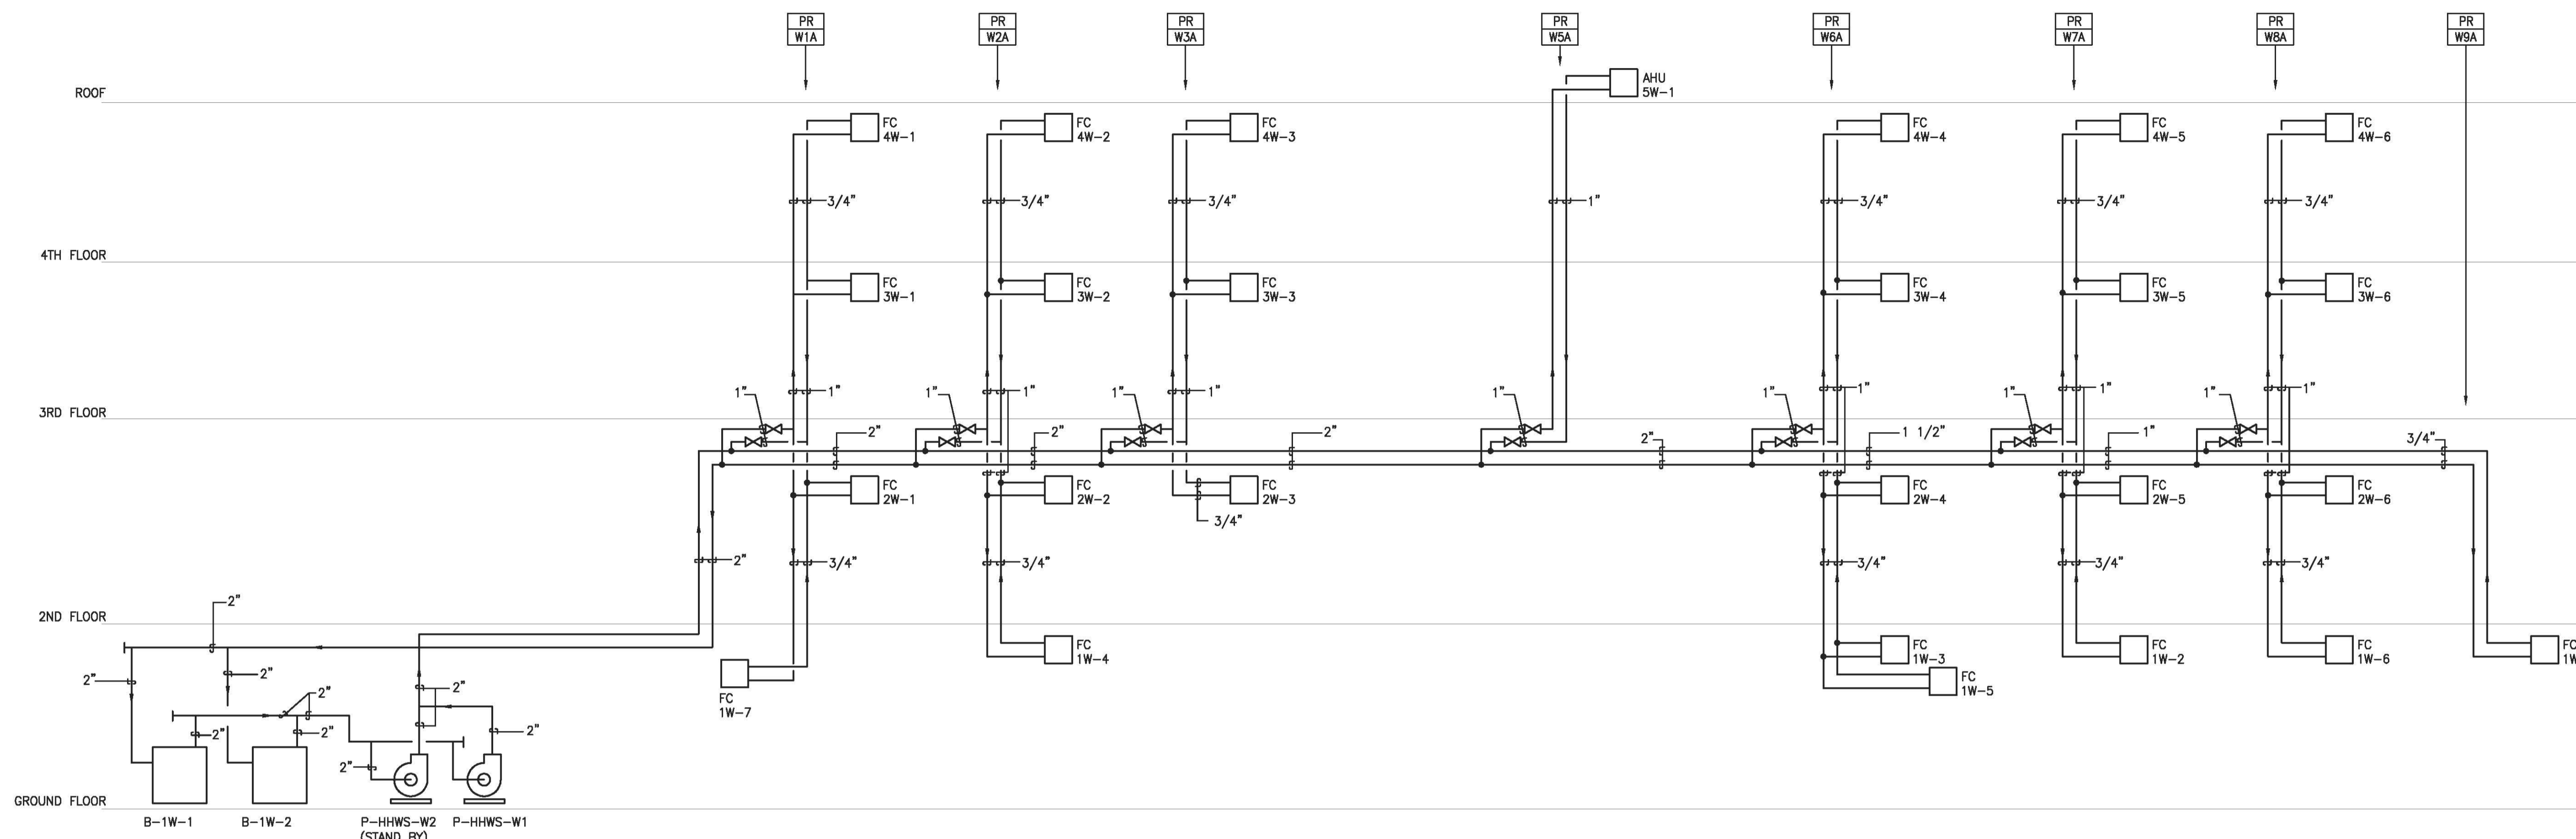 PR PR PR PR PR PR PR PR
W1A W2A W3A W5A W6A W7A W8A W9A
AHU
5W-1
ROOF
FC FC FC FC FC FC
4W-1 4W-2 4W-3 4W-4 4W-5 4W-6
3/4" 3/4" 3/4" 1" 3/4" 3/4" 3/4"
4TH FLOOR
FC FC FC FC FC FC
3W-1 3W-2 3W-3 3W-4 3W-5 3W-6
1" 1" 1" 1" 1" 1" 1" 1" 1" 1" 1" 1" 1"
3RD FLOOR
2" 2" 2" 2" 1 1/2" 1" 3/4"
FC FC FC FC FC FC
2W-1 2W-2 2W-3 2W-4 2W-5 2W-6
3/4"
2" 3/4" 3/4" 3/4" 3/4" 3/4"
2"
2ND FLOOR
FC FC FC FC
1W-4 1W-3 1W-2 1W-6
FC
1W-5
FC
1W-7
2" 2" 2" 2"
2" 2" 2"
2"
GROUND FLOOR
B-1W-1 B-1W-2 P-HHWS-W2 P-HHWS-W1
(STAND BY)